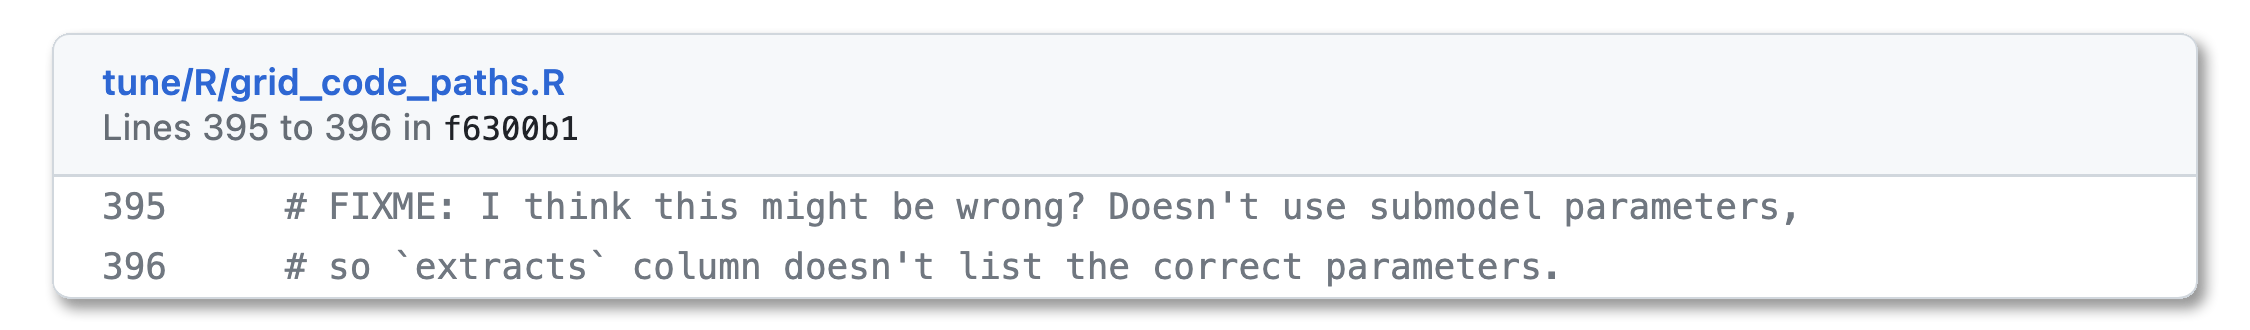 tune/R/grid_code_paths.R
Lines 395 to 396 in f6300b1
395 # FIXME: I think this might be wrong? Doesn't use submodel parameters,
396 # so `extracts` column doesn't list the correct parameters.